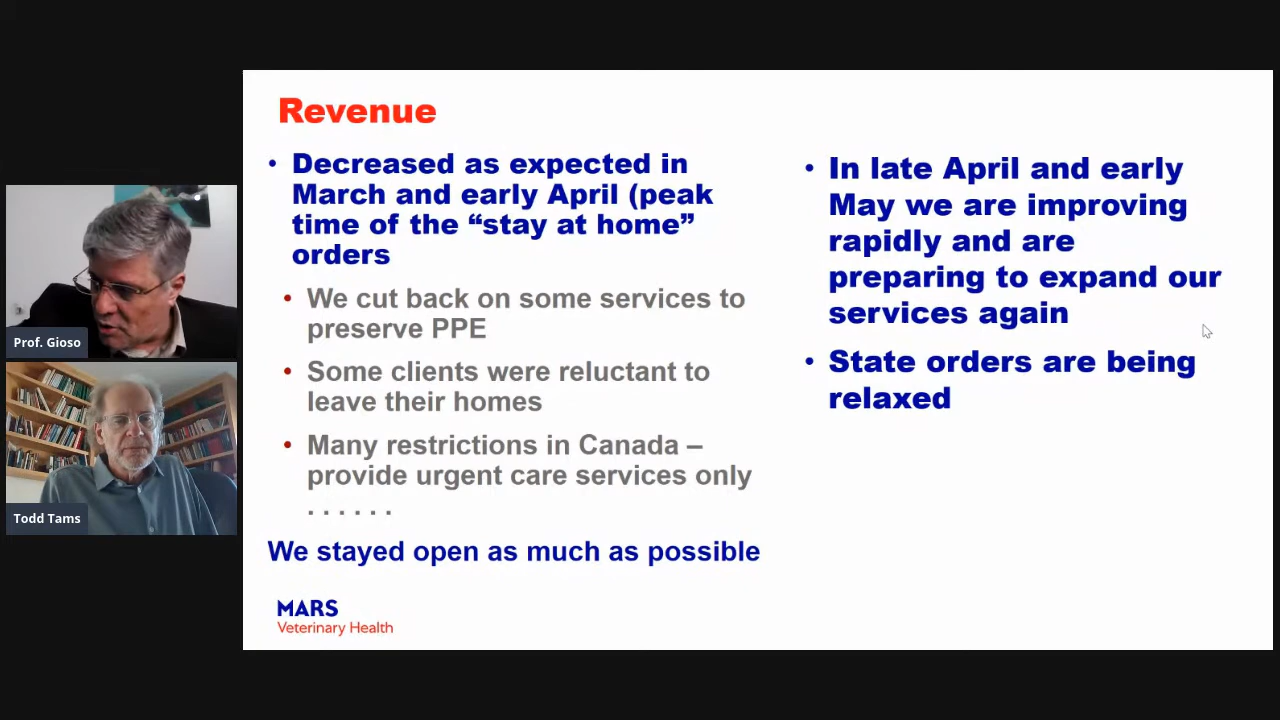 Revenue
• Decreased as expected in
March and early April (peak
time of the “stay at home”
orders
• We cut back on some services to
preserve PPE
• Some clients were reluctant to
leave their homes
• Many restrictions in Canada –
provide urgent care services only
. . . . . .
We stayed open as much as possible
• In late April and early
May we are improving
rapidly and are
preparing to expand our
services again
• State orders are being
relaxed
MARS
Veterinary Health
Prof. Gioso
Todd Tams